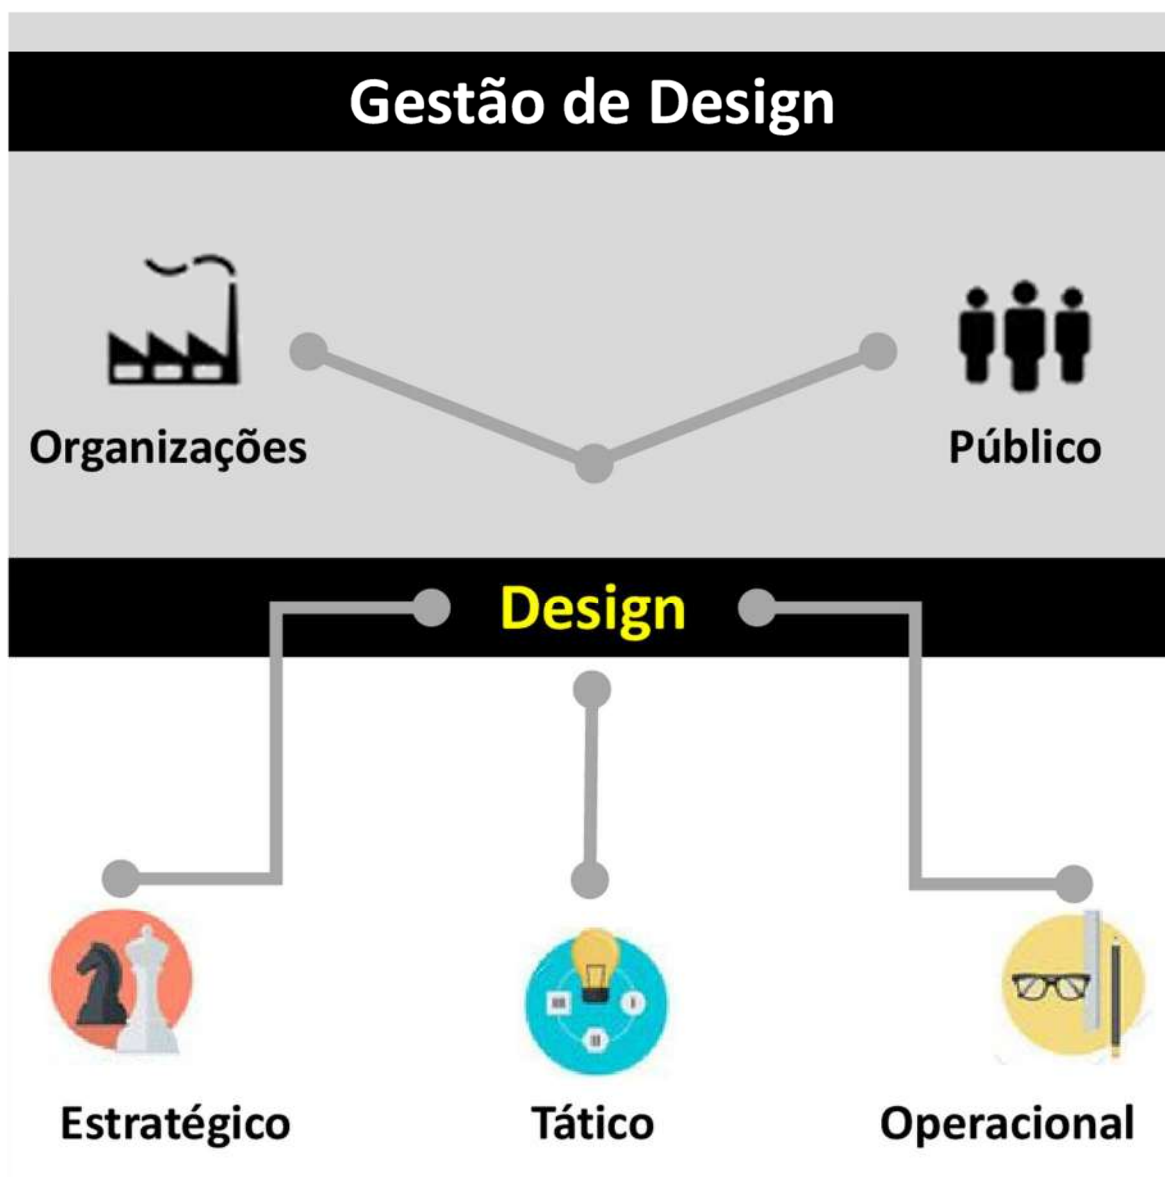 Gestão de Design
Organizações
Público
Design
Estratégico
Tático
Operacional